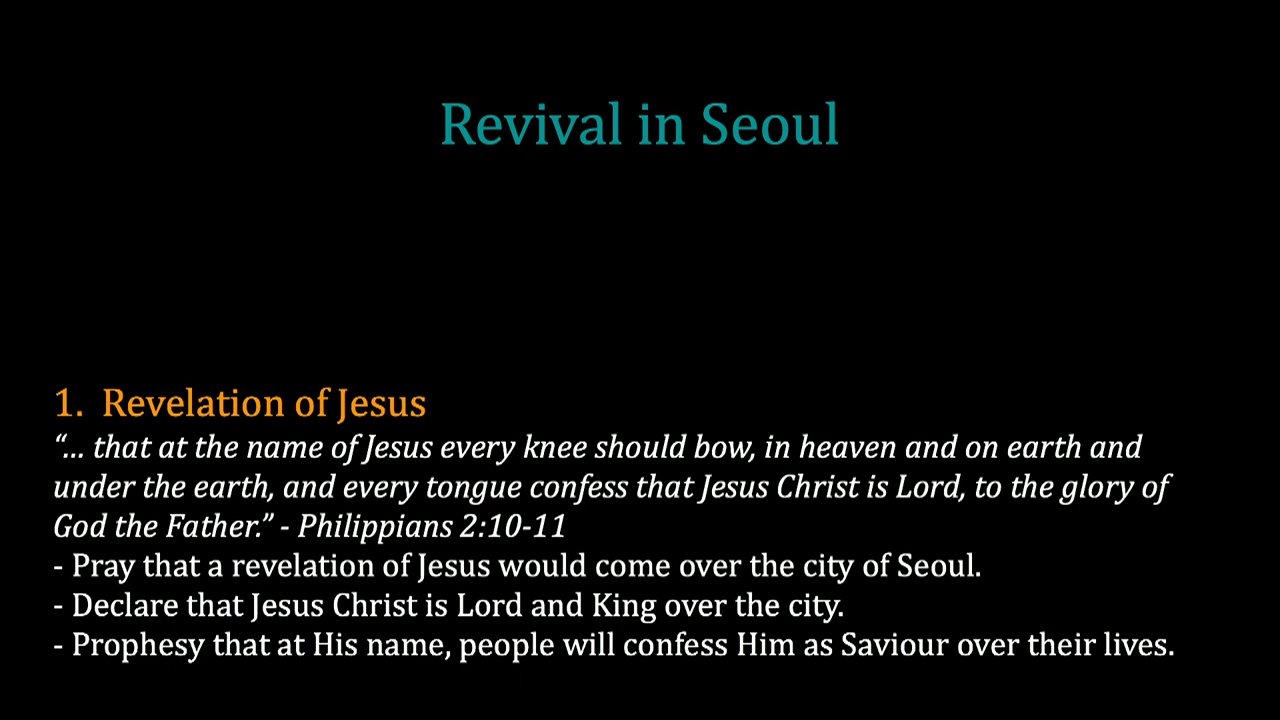 Revival in Seoul
1. Revelation of Jesus
“... that at the name of Jesus every knee should bow, in heaven and on earth and
under the earth, and every tongue confess that Jesus Christ is Lord, to the glory of
God the Father.” - Philippians 2:10-11
- Pray that a revelation of Jesus would come over the city of Seoul.
- Declare that Jesus Christ is Lord and King over the city.
- Prophesy that at His name, people will confess Him as Saviour over their lives.